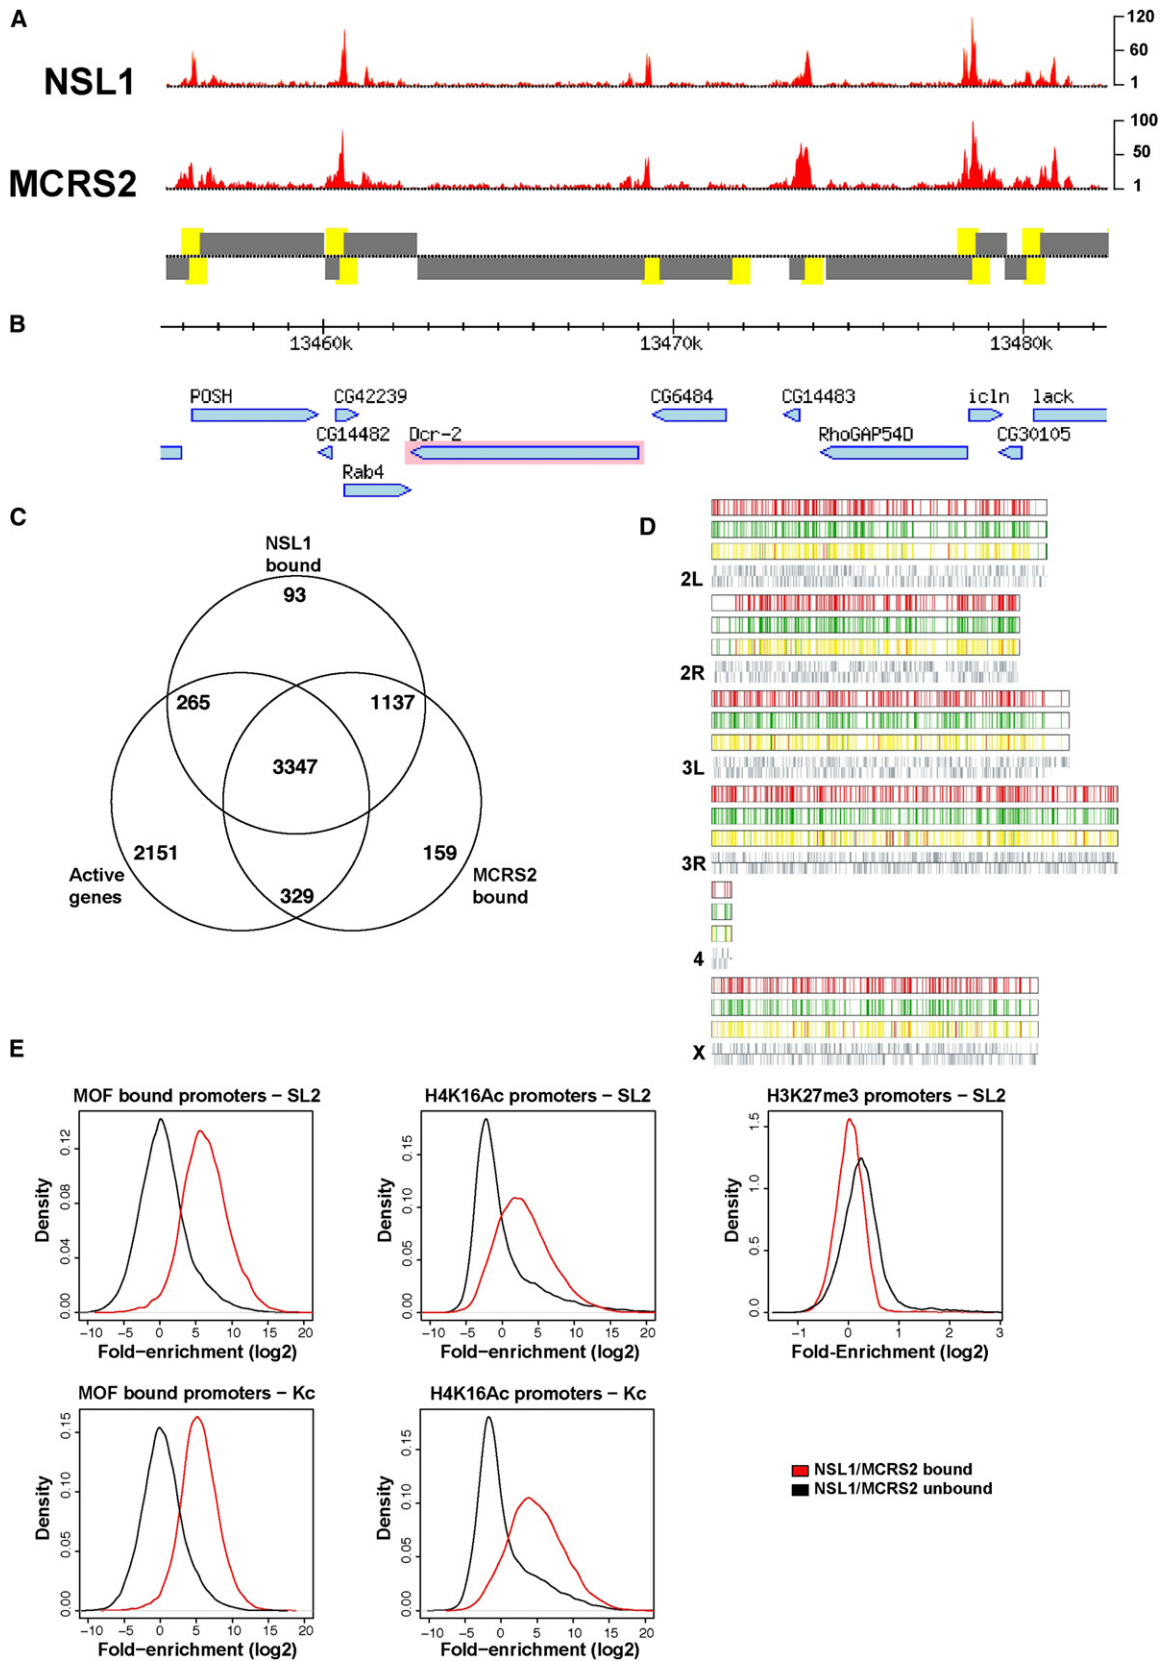 A
NSL1
120
60
1
MCRS2
100
50
1
B
13460k 13470k 13480k
POSH CG42239 CG6484 CG14483 icln lack
CG14482 Dcr-2 RhoGAP54D CG30105
Rab4
C
NSL1
bound
93
265 1137
3347
2151 159
Active
genes
329
MCRS2
bound
D
2L
2R
3L
3R
4
X
E
MOF bound promoters – SL2
Density
0.00 0.04 0.08 0.12
−10 −5 0 5 10 15 20
Fold−enrichment (log2)
H4K16Ac promoters – SL2
Density
0.00 0.05 0.10 0.15
−10 −5 0 5 10 15 20
Fold−enrichment (log2)
H3K27me3 promoters – SL2
Density
0.0 0.5 1.0 1.5
−1 0 1 2 3
Fold−Enrichment (log2)
MOF bound promoters – Kc
Density
0.00 0.05 0.10 0.15
−10 −5 0 5 10 15 20
Fold−enrichment (log2)
H4K16Ac promoters – Kc
Density
0.00 0.05 0.10 0.15
−10 −5 0 5 10 15 20
Fold−enrichment (log2)
NSL1/MCRS2 bound
NSL1/MCRS2 unbound